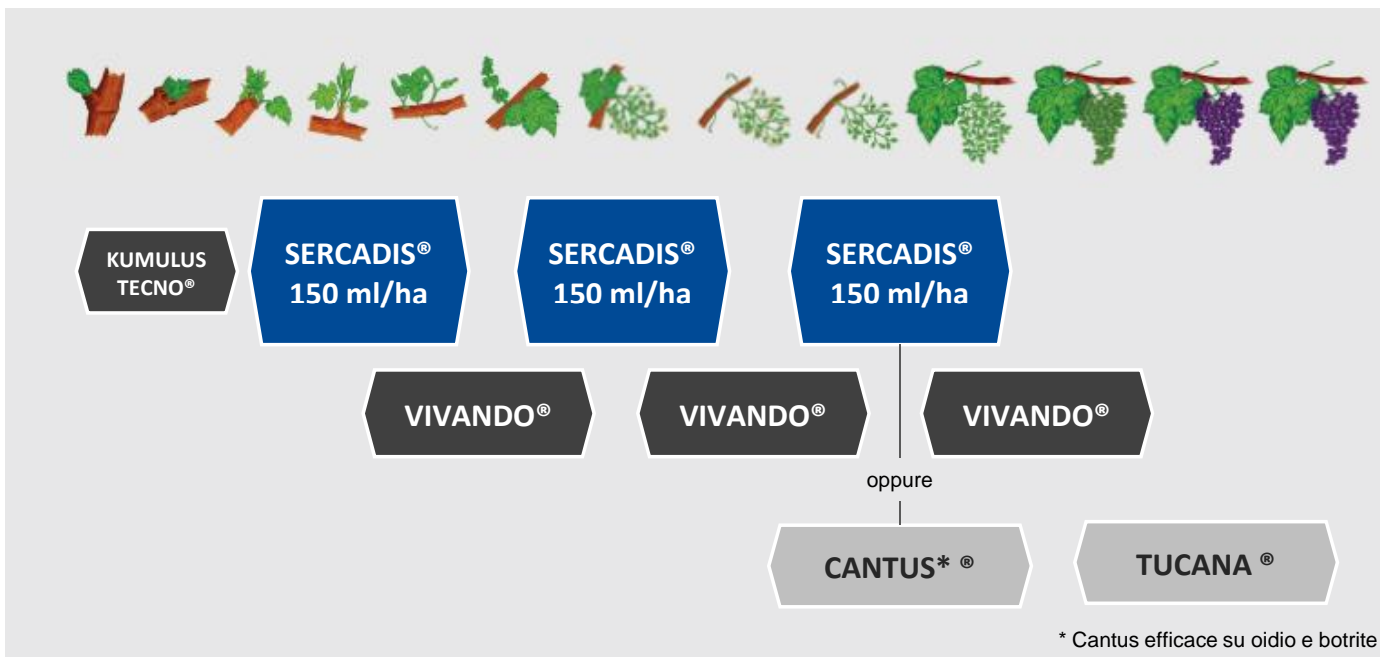 KUMULUS
TECNO®
SERCADIS®
150 ml/ha
SERCADIS®
150 ml/ha
SERCADIS®
150 ml/ha
VIVANDO®
VIVANDO®
VIVANDO®
oppure
CANTUS* ®
TUCANA ®
* Cantus efficace su oidio e botrite